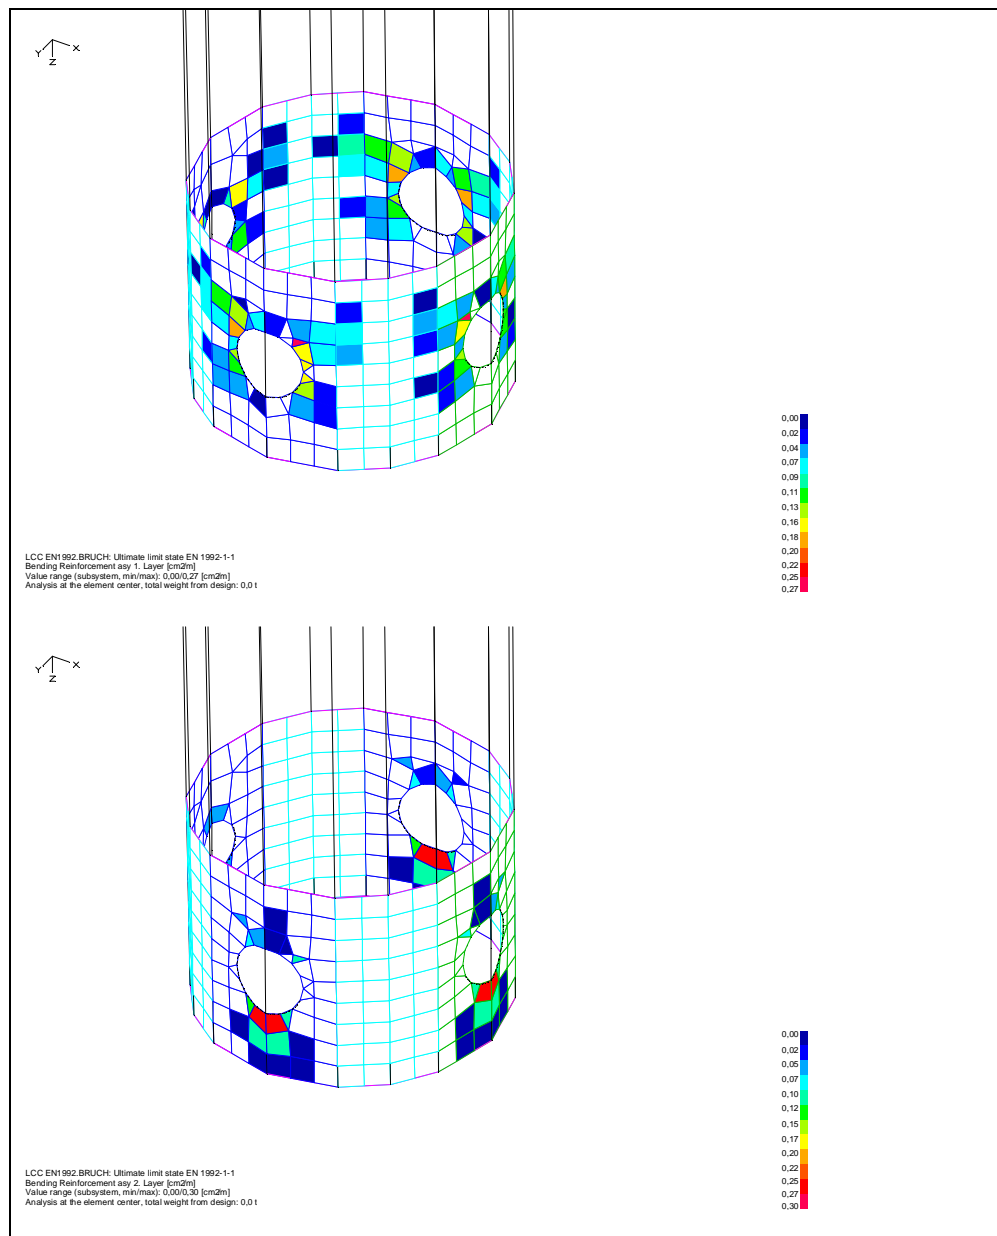 Y X
Z
0,00
0,02
0,04
0,07
0,09
0,11
0,13
0,16
0,18
0,20
0,22
0,25
0,27
LCC EN1992.BRUCH: Ultimate limit state EN 1992-1-1
Bending Reinforcement asy 1. Layer [cm2/m]
Value range (subsystem, min/max): 0,00/0,27 [cm2/m]
Analysis at the element center, total weight from design: 0,0 t
Y X
Z
0,00
0,02
0,05
0,07
0,10
0,12
0,15
0,17
0,20
0,22
0,25
0,27
0,30
LCC EN1992.BRUCH: Ultimate limit state EN 1992-1-1
Bending Reinforcement asy 2. Layer [cm2/m]
Value range (subsystem, min/max): 0,00/0,30 [cm2/m]
Analysis at the element center, total weight from design: 0,0 t